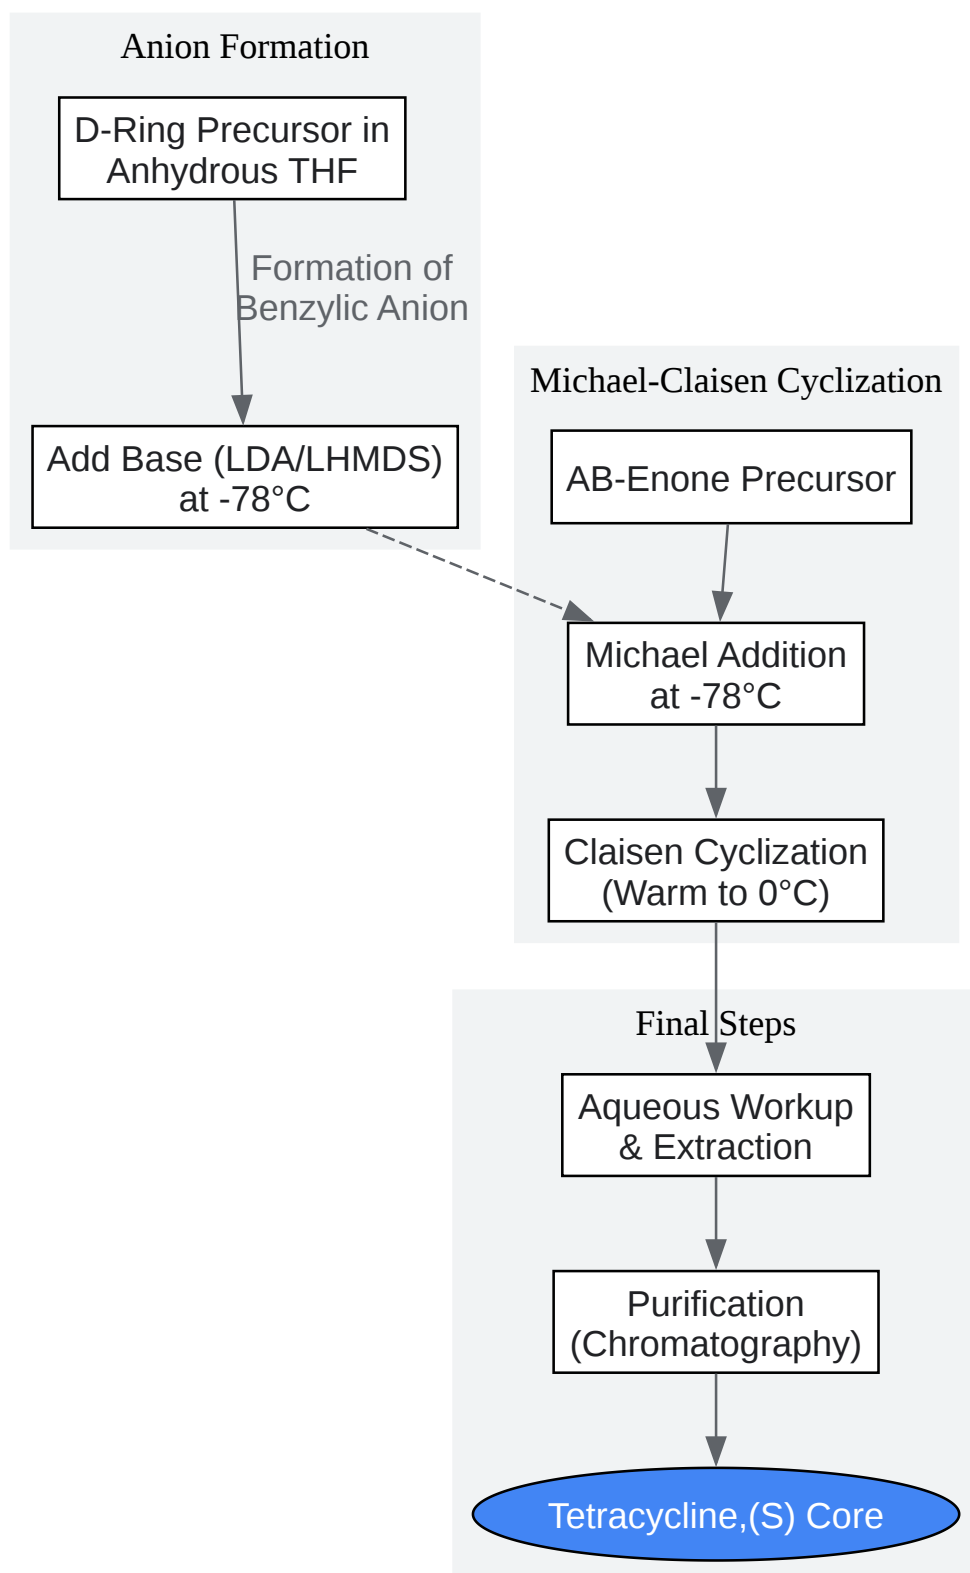 Anion Formation
D-Ring Precursor in
Anhydrous THF
Formation of
Benzylic Anion
Add Base (LDA/LHMDS)
at -78°C
Michael-Claisen Cyclization
AB-Enone Precursor
Michael Addition
at -78°C
Claisen Cyclization
(Warm to 0°C)
Final Steps
Aqueous Workup
& Extraction
Purification
(Chromatography)
Tetracycline,(S) Core